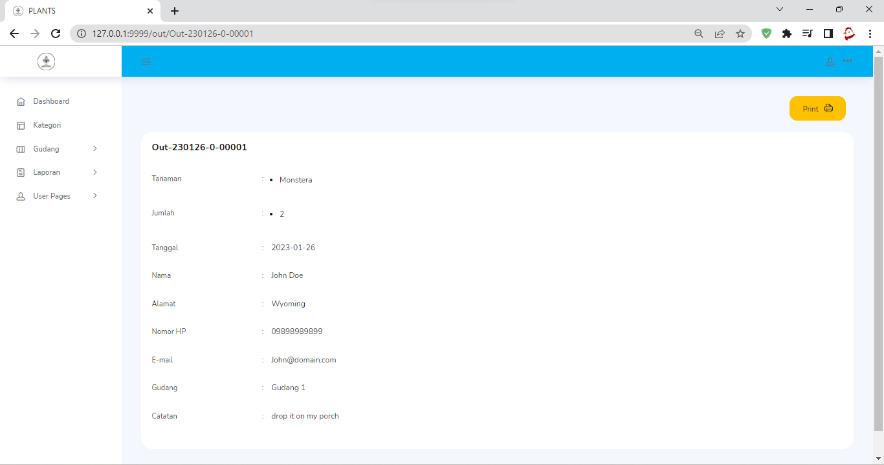 PLANTS
127.0.0.1:9999/out/Out-230126-0-00001
Dashboard
Kategori
Gudang
Laporan
User Pages
Print
Out-230126-0-00001
Tanaman : • Monstera
Jumlah : • 2
Tanggal : 2023-01-26
Nama : John Doe
Alamat : Wyoming
Nomor HP : 09898989899
E-mail : John@domain.com
Gudang : Gudang 1
Catatan : drop it on my porch